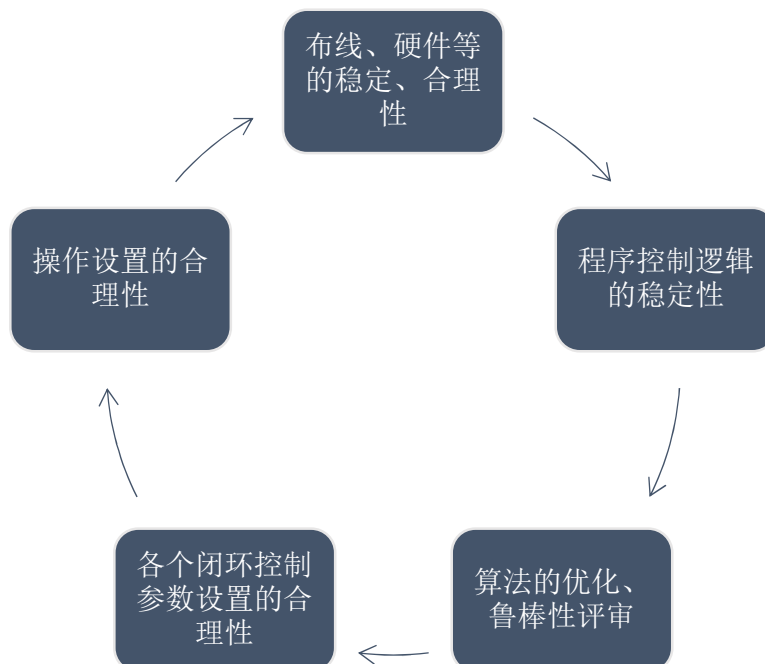 布线、硬件等
的稳定、合理
性
程序控制逻辑
的稳定性
算法的优化、
鲁棒性评审
各个闭环控制
参数设置的合
理性
操作设置的合
理性